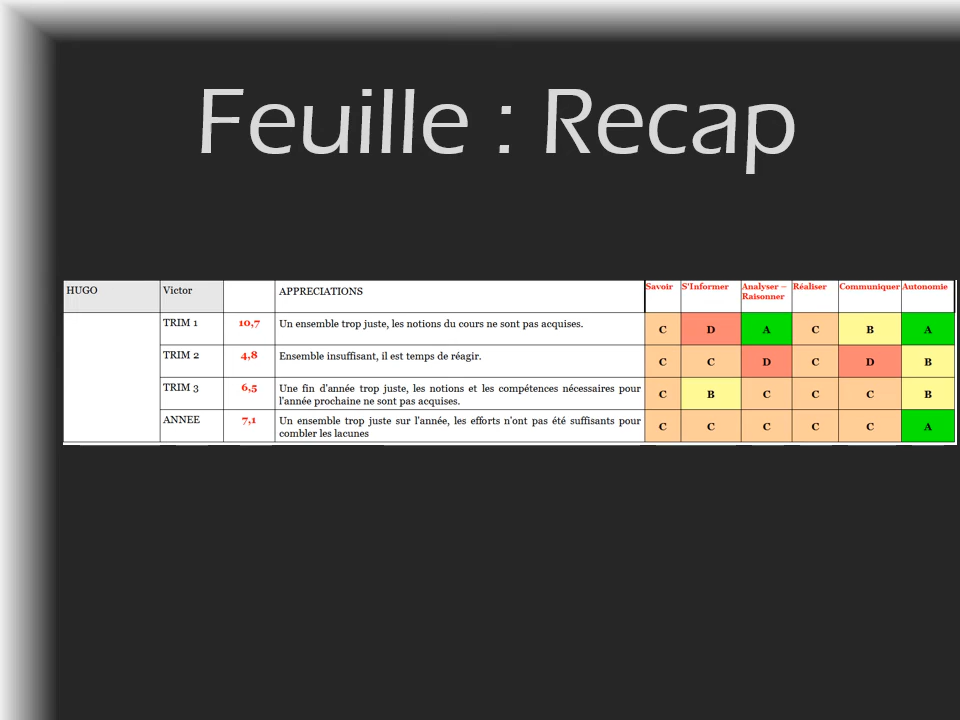 Feuille : Recap
HUGO Victor APPRECIATIONS Savoir S'Informer Analyser – Raisonner Réaliser Communiquer Autonomie
TRIM 1 10,7 Un ensemble trop juste, les notions du cours ne sont pas acquises. C D A C B A
TRIM 2 4,8 Ensemble insuffisant, il est temps de réagir. C C D C D B
TRIM 3 6,5 Une fin d'année trop juste, les notions et les compétences nécessaires pour
l'année prochaine ne sont pas acquises. C B C C C B
ANNEE 7,1 Un ensemble trop juste sur l'année, les efforts n'ont pas été suffisants pour
combler les lacunes C C C C C A